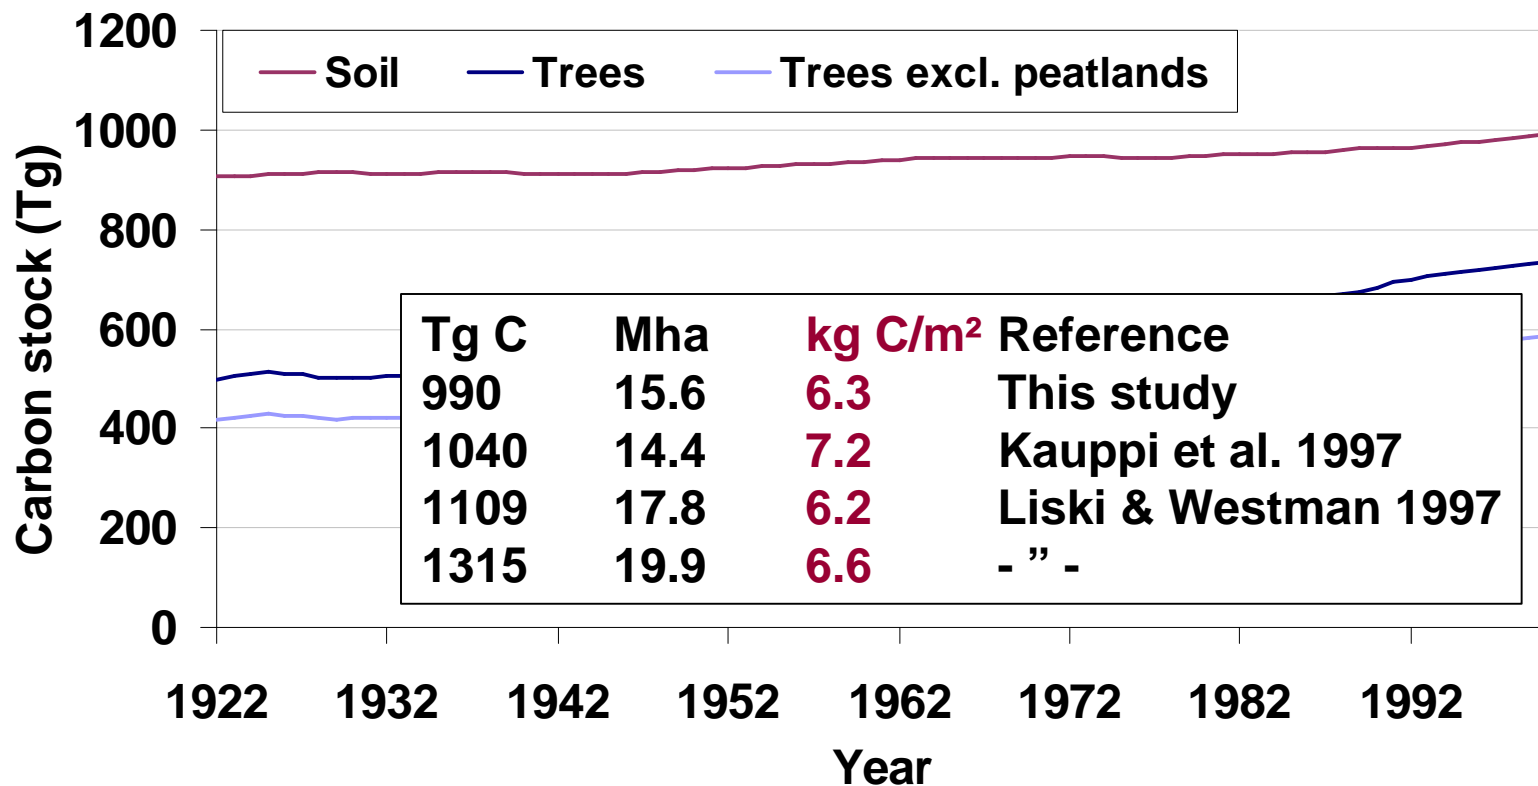 Soil Trees Trees excl. peatlands
Carbon stock (Tg)
1200
1000
800
600
400
200
0
Tg C Mha kg C/m² Reference
990 15.6 6.3 This study
1040 14.4 7.2 Kauppi et al. 1997
1109 17.8 6.2 Liski & Westman 1997
1315 19.9 6.6 - ” -
1922 1932 1942 1952 1962 1972 1982 1992
Year